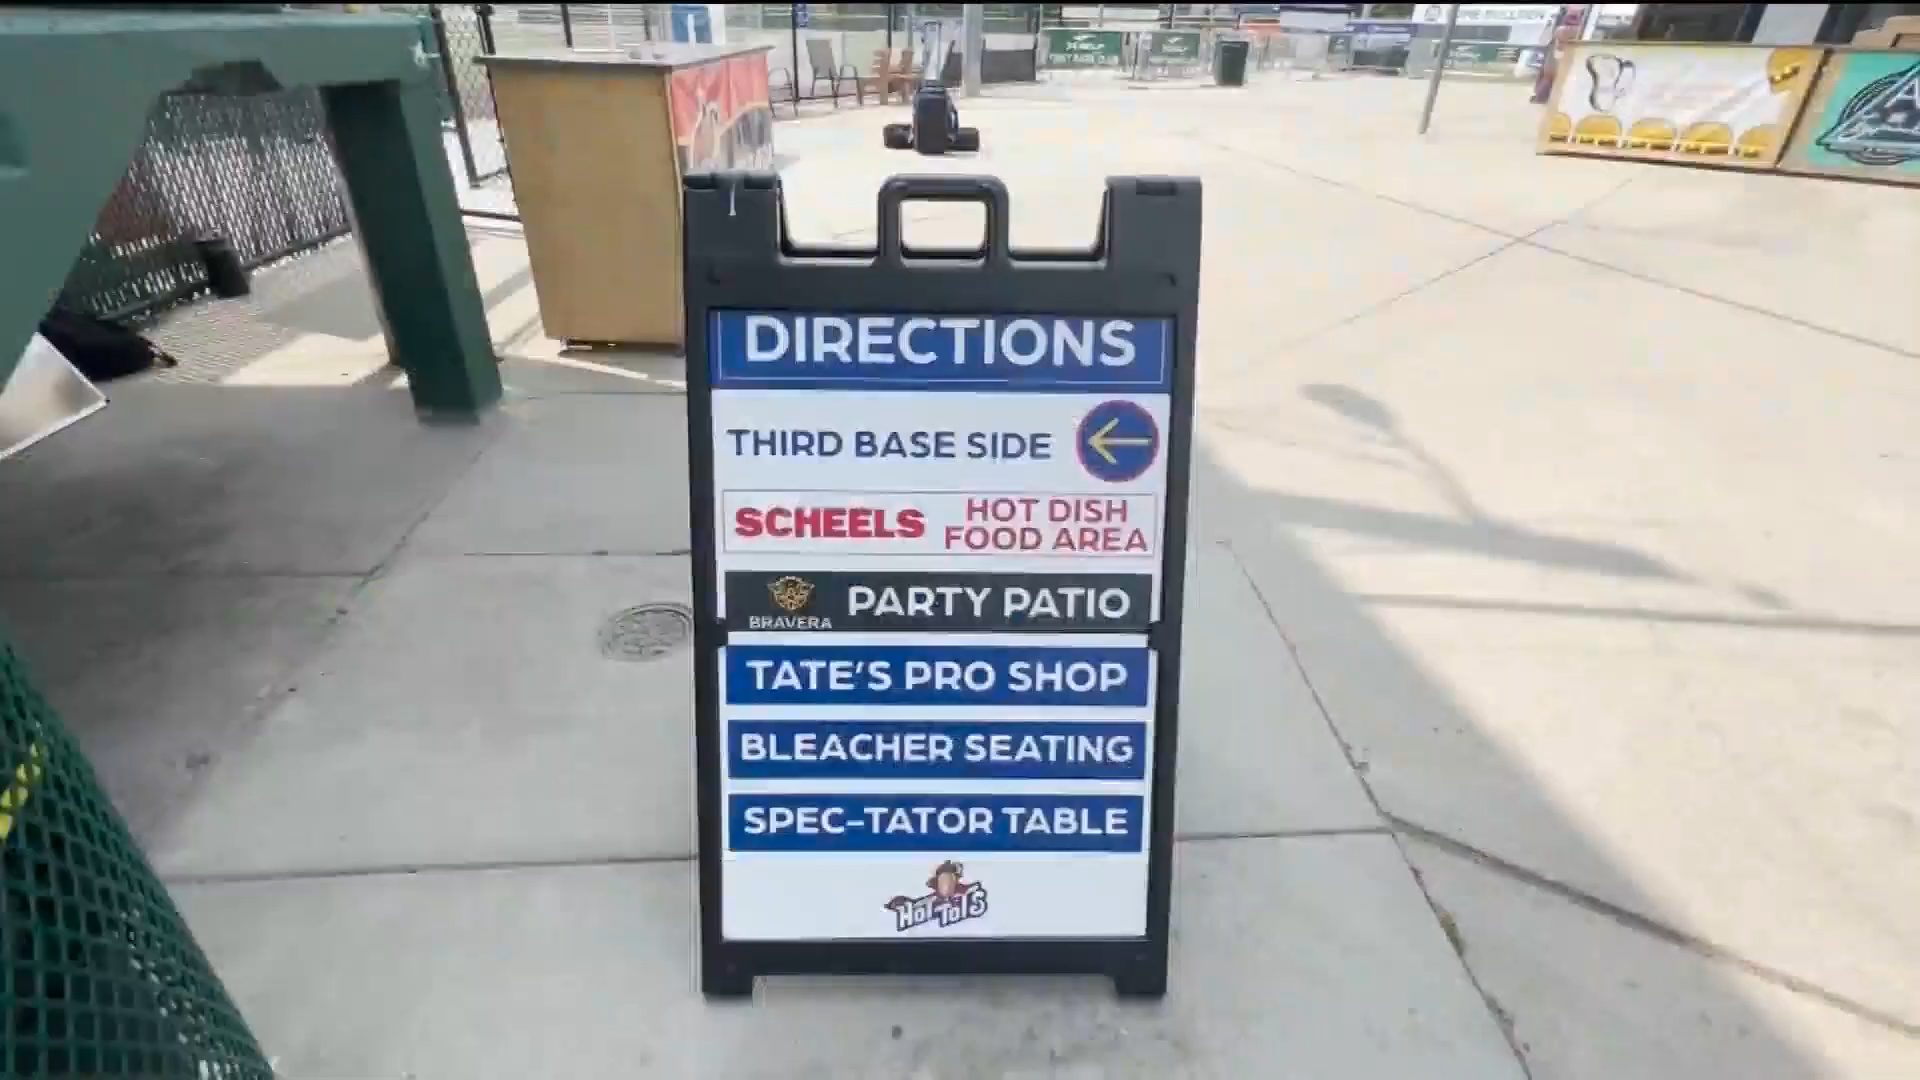 DIRECTIONS
THIRD BASE SIDE
SCHEELS HOT DISH
FOOD AREA
BRAVERA PARTY PATIO
TATE'S PRO SHOP
BLEACHER SEATING
SPEC-TATOR TABLE
HOT TOTS